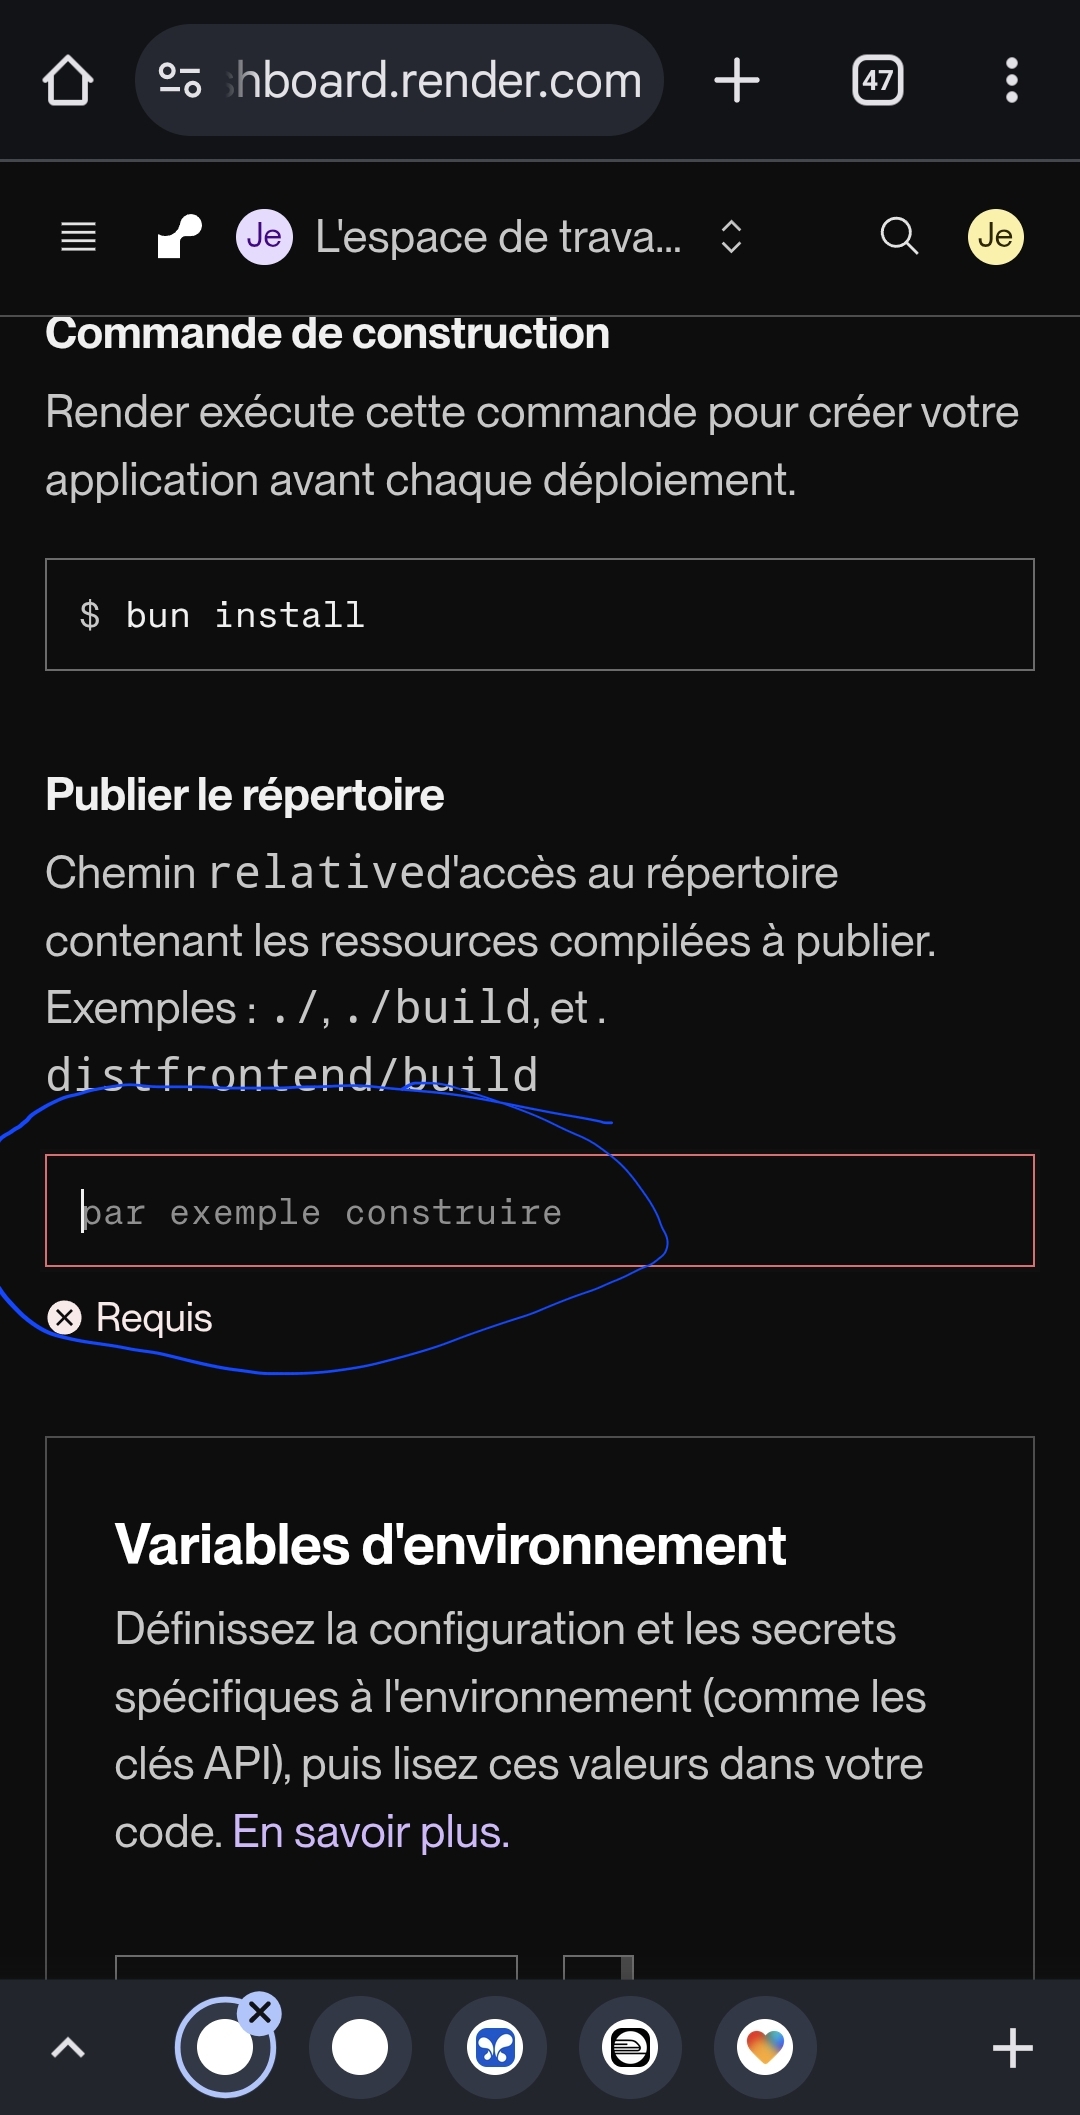 hboard.render.com
47
Je
L'espace de trava...
Je
Commande de construction
Render exécute cette commande pour créer votre
application avant chaque déploiement.
$ bun install
Publier le répertoire
Chemin relatived'accès au répertoire
contenant les ressources compilées à publier.
Exemples : ./, ./build, et .
distfrontend/build
par exemple construire
Requis
Variables d'environnement
Définissez la configuration et les secrets
spécifiques à l'environnement (comme les
clés API), puis lisez ces valeurs dans votre
code. En savoir plus.